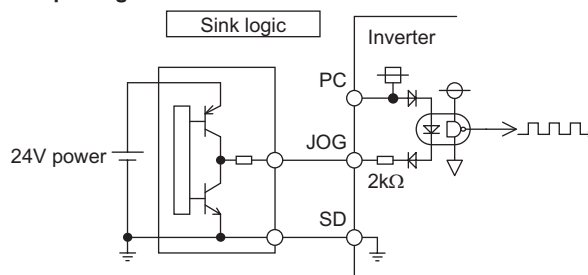 Sink logic
Inverter
PC
24V power
JOG
2kΩ
SD